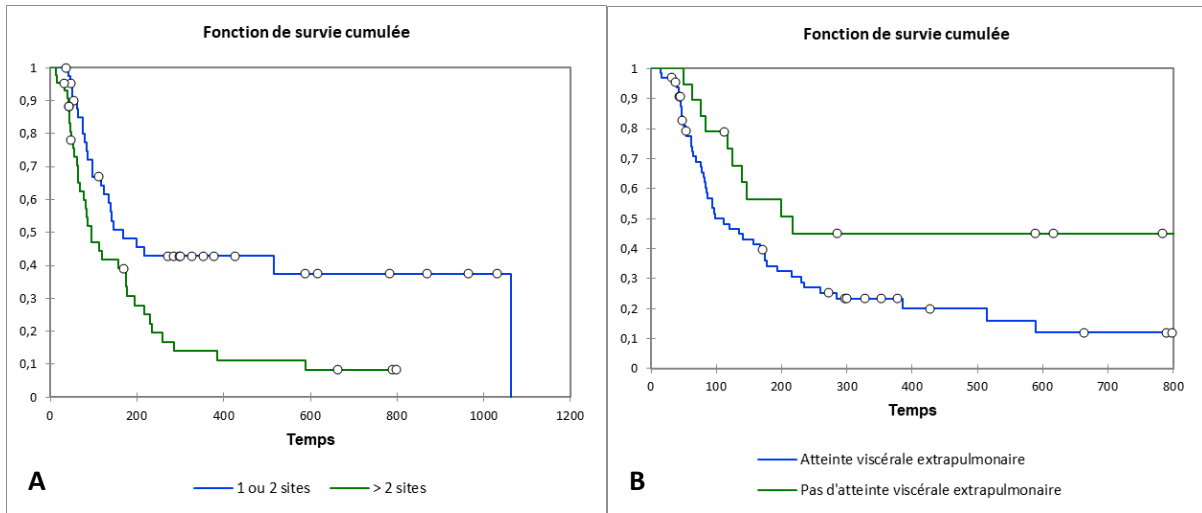 Fonction de survie cumulée
1
0,9
0,8
0,7
0,6
0,5
0,4
0,3
0,2
0,1
0
0 200 400 600 800 1000 1200
Temps
A
1 ou 2 sites > 2 sites
Fonction de survie cumulée
1
0,9
0,8
0,7
0,6
0,5
0,4
0,3
0,2
0,1
0
0 100 200 300 400 500 600 700 800
Temps
Atteinte viscérale extrapulmonaire
Pas d'atteinte viscérale extrapulmonaire
B